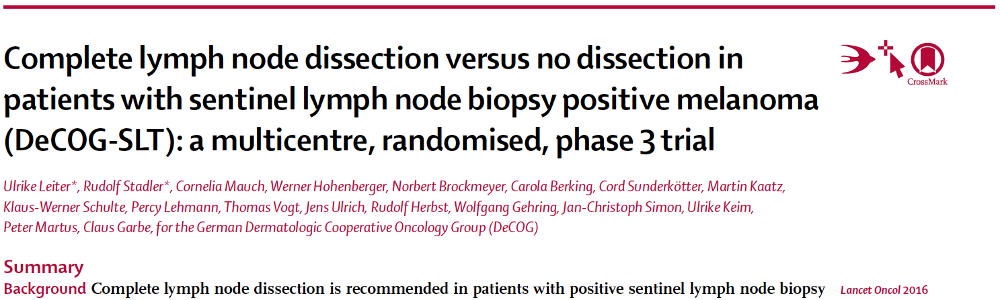 Complete lymph node dissection versus no dissection in
patients with sentinel lymph node biopsy positive melanoma
(DeCOG-SLT): a multicentre, randomised, phase 3 trial
CrossMark
Ulrike Leiter*, Rudolf Stadler*, Cornelia Mauch, Werner Hohenberger, Norbert Brockmeyer, Carola Berking, Cord Sunderkötter, Martin Kaatz,
Klaus-Werner Schulte, Percy Lehmann, Thomas Vogt, Jens Ulrich, Rudolf Herbst, Wolfgang Gehring, Jan-Christoph Simon, Ulrike Keim,
Peter Martus, Claus Garbe, for the German Dermatologic Cooperative Oncology Group (DeCOG)
Summary
Background Complete lymph node dissection is recommended in patients with positive sentinel lymph node biopsy
Lancet Oncol 2016